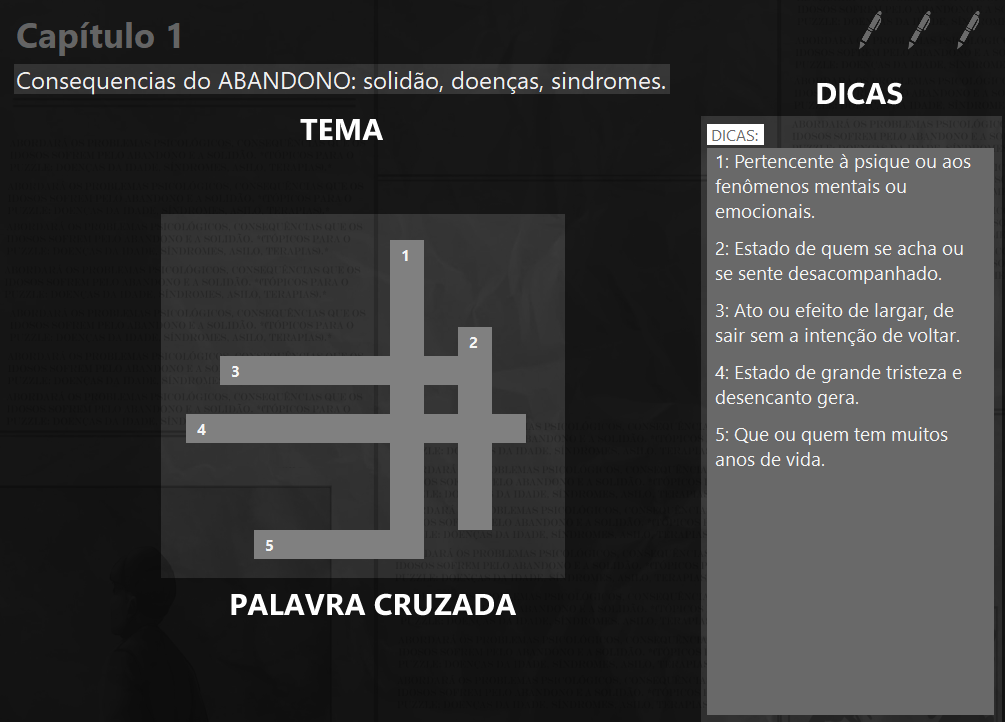 Capítulo 1
Consequencias do ABANDONO: solidão, doenças, sindromes.
TEMA
DICAS
DICAS:
1: Pertencente à psique ou aos
fenômenos mentais ou
emocionais.
2: Estado de quem se acha ou
se sente desacompanhado.
3: Ato ou efeito de largar, de
sair sem a intenção de voltar.
4: Estado de grande tristeza e
desencanto gera.
5: Que ou quem tem muitos
anos de vida.
1
2
3
4
5
PALAVRA CRUZADA